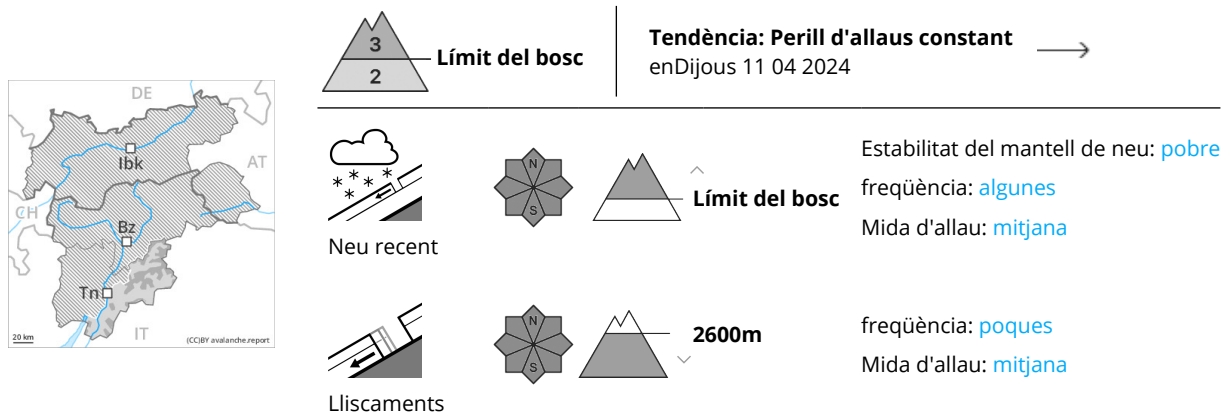 DE
Ibk
AT
CH
Bz
Tn
IT
20 km
(CC)BY avalanche.report
3
2
Límit del bosc
Tendència: Perill d'allaus constant
enDijous 11 04 2024
N
S
Límit del bosc
Neu recent
Estabilitat del mantell de neu: pobre
freqüència: algunes
Mida d'allau: mitjana
N
S
2600m
Lliscaments
freqüència: poques
Mida d'allau: mitjana